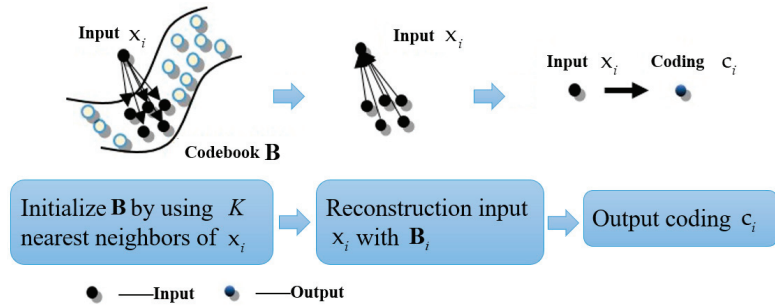 Input x_i
Codebook B
Input x_i
Input x_i Coding c_i
Initialize B by using K
nearest neighbors of x_i
Reconstruction input
x_i with B_i
Output coding c_i
——Input ——Output